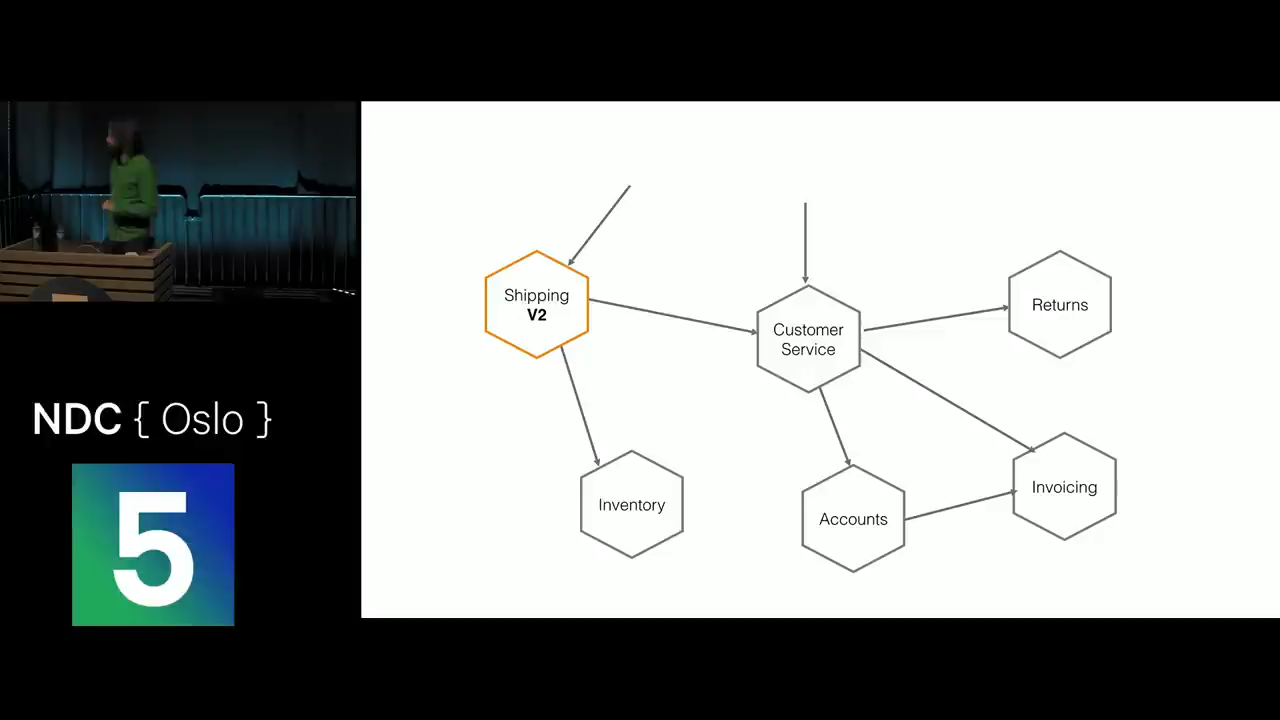 Shipping
V2
Customer
Service
Returns
Inventory
Accounts
Invoicing
NDC { Oslo }
5